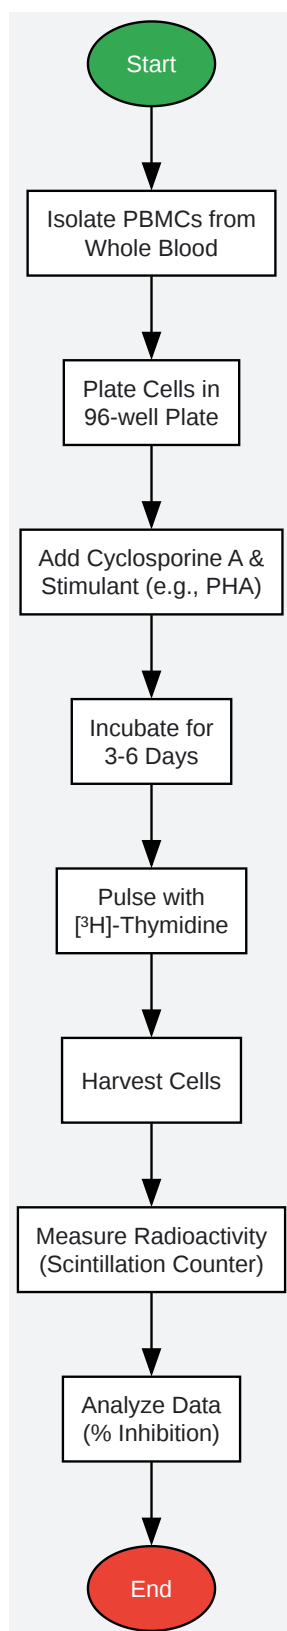 Start
Isolate PBMCs from
Whole Blood
Plate Cells in
96-well Plate
Add Cyclosporine A &
Stimulant (e.g., PHA)
Incubate for
3-6 Days
Pulse with
[³H]-Thymidine
Harvest Cells
Measure Radioactivity
(Scintillation Counter)
Analyze Data
(% Inhibition)
End